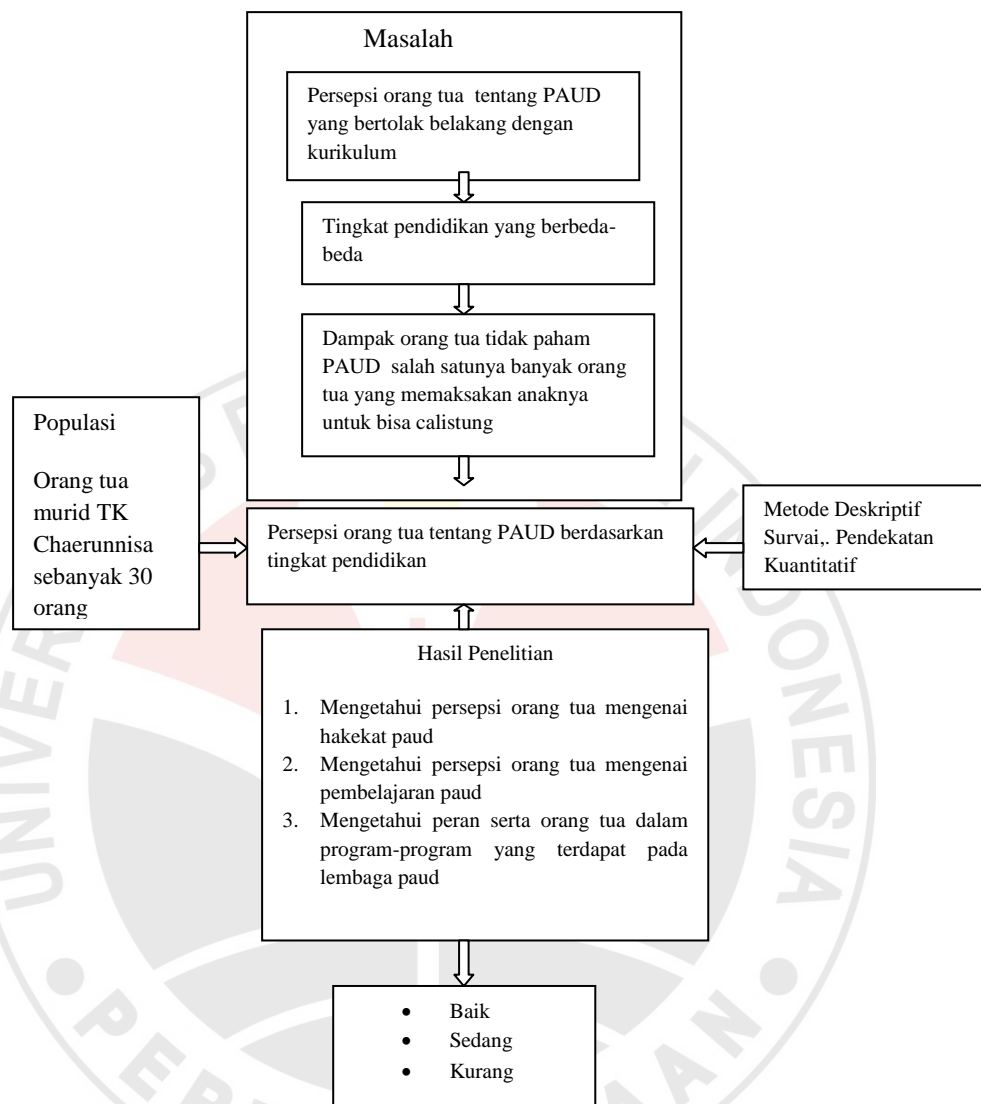 Masalah
Persepsi orang tua tentang PAUD
yang bertolak belakang dengan
kurikulum
Tingkat pendidikan yang berbeda-
beda
Dampak orang tua tidak paham
PAUD salah satunya banyak orang
tua yang memaksakan anaknya
untuk bisa calistung
Populasi
Orang tua
murid TK
Chaerunnisa
sebanyak 30
orang
Persepsi orang tua tentang PAUD berdasarkan
tingkat pendidikan
Metode Deskriptif
Survai,. Pendekatan
Kuantitatif
Hasil Penelitian
1. Mengetahui persepsi orang tua mengenai
hakekat paud
2. Mengetahui persepsi orang tua mengenai
pembelajaran paud
3. Mengetahui peran serta orang tua dalam
program-program yang terdapat pada
lembaga paud
• Baik
• Sedang
• Kurang